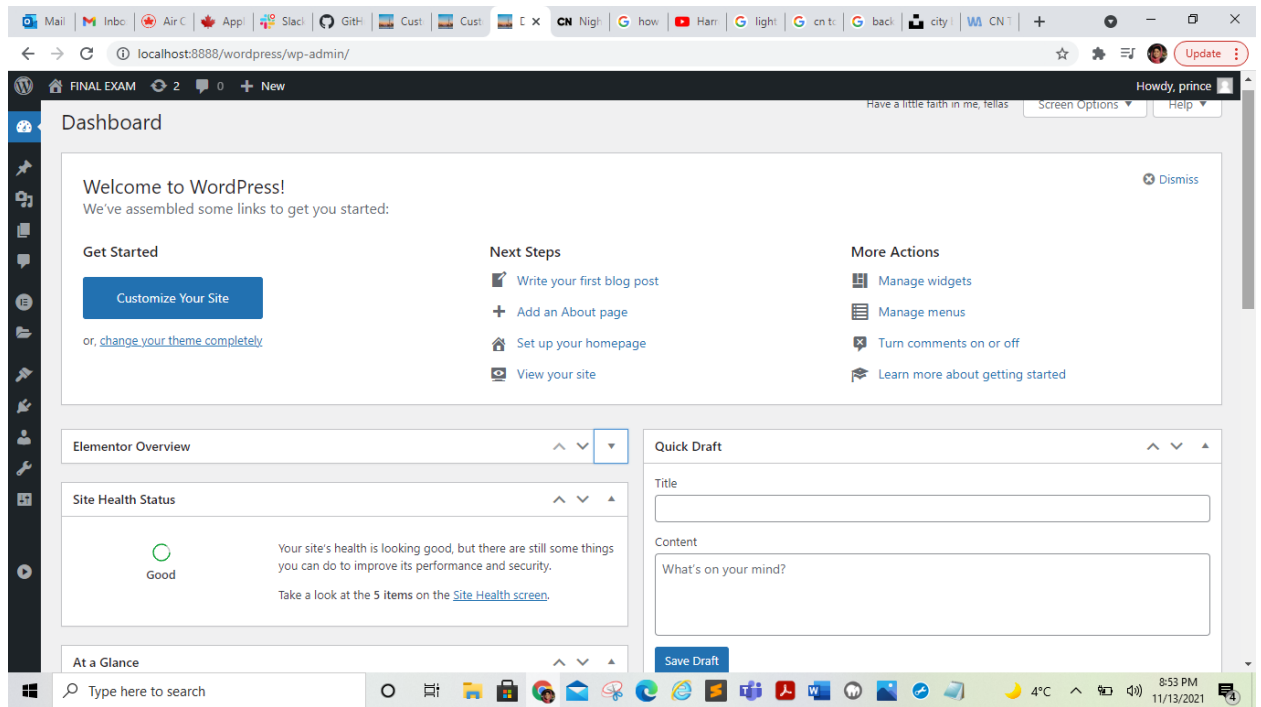 Mail Inbo Air C Appl Slack GitH Cust Cust D CN Nigh how Harr light cn to back city CN T
localhost:8888/wordpress/wp-admin/ Update
FINAL EXAM 2 0 New Howdy, prince
Dashboard Have a little faith in me, fellas Screen Options Help
Welcome to WordPress! Dismiss
We've assembled some links to get you started:
Get Started Next Steps More Actions
Customize Your Site Write your first blog post Manage widgets
Add an About page Manage menus
or, change your theme completely Set up your homepage Turn comments on or off
View your site Learn more about getting started
Elementor Overview Quick Draft
Title
Site Health Status
Content
Good Your site's health is looking good, but there are still some things
you can do to improve its performance and security. What's on your mind?
Take a look at the 5 items on the Site Health screen.
At a Glance Save Draft
Type here to search 4°C 8:53 PM
11/13/2021 4